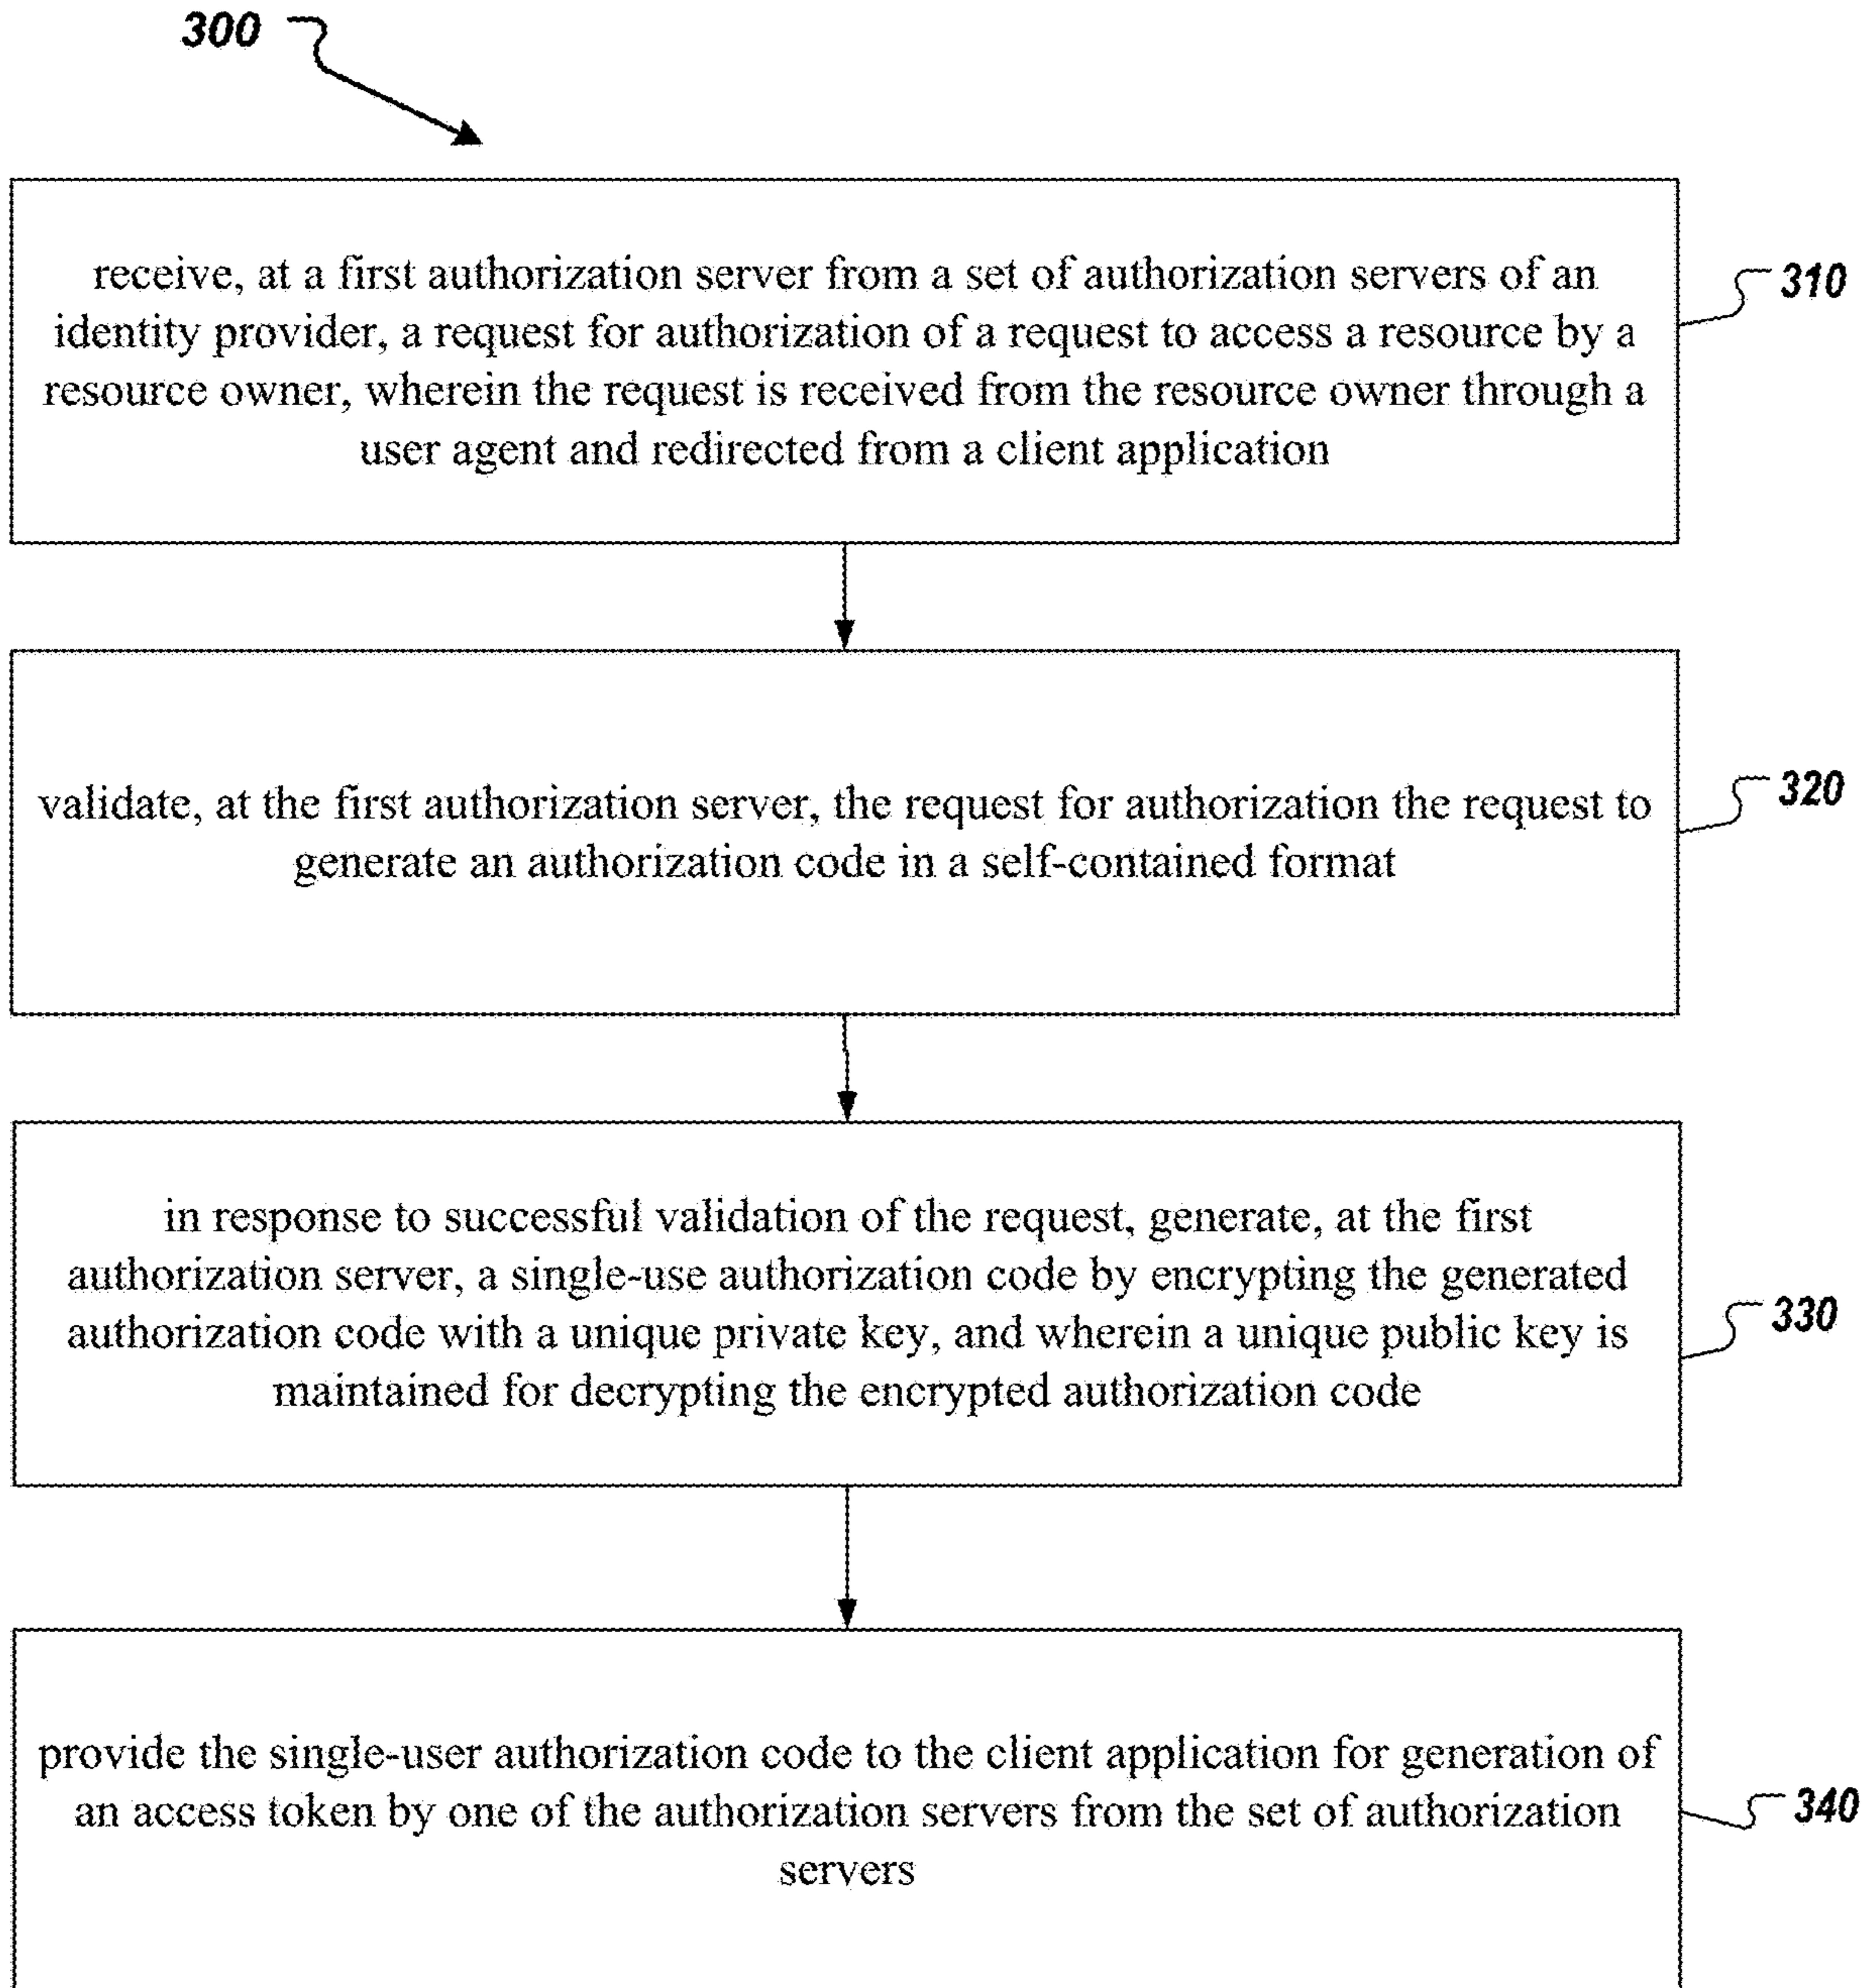 300
receive, at a first authorization server from a set of authorization servers of an
identity provider, a request for authorization of a request to access a resource by a
resource owner, wherein the request is received from the resource owner through a
user agent and redirected from a client application
310
validate, at the first authorization server, the request for authorization the request to
generate an authorization code in a self-contained format
320
in response to successful validation of the request, generate, at the first
authorization server, a single-use authorization code by encrypting the generated
authorization code with a unique private key, and wherein a unique public key is
maintained for decrypting the encrypted authorization code
330
provide the single-user authorization code to the client application for generation of
an access token by one of the authorization servers from the set of authorization
servers
340